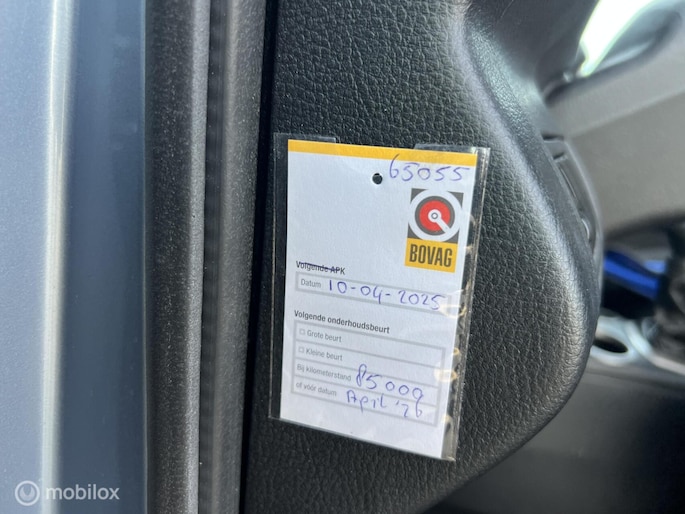 65055
BOVAG
Volgende APK
Datum 10-04-2025
Volgende onderhoudsbeurt
Grote beurt
Kleine beurt
Bij kilometerstand 85000
of vóór datum April '26
mobilox